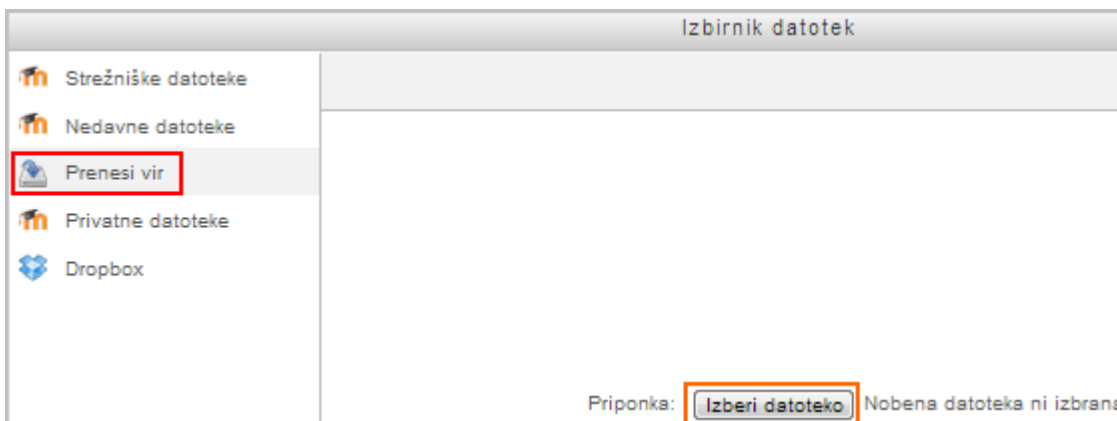 Izbirnik datotek
Strežniške datoteke
Nedavne datoteke
Prenesi vir
Privatne datoteke
Dropbox
Priponka: Izberi datoteko Nobena datoteka ni izbrana